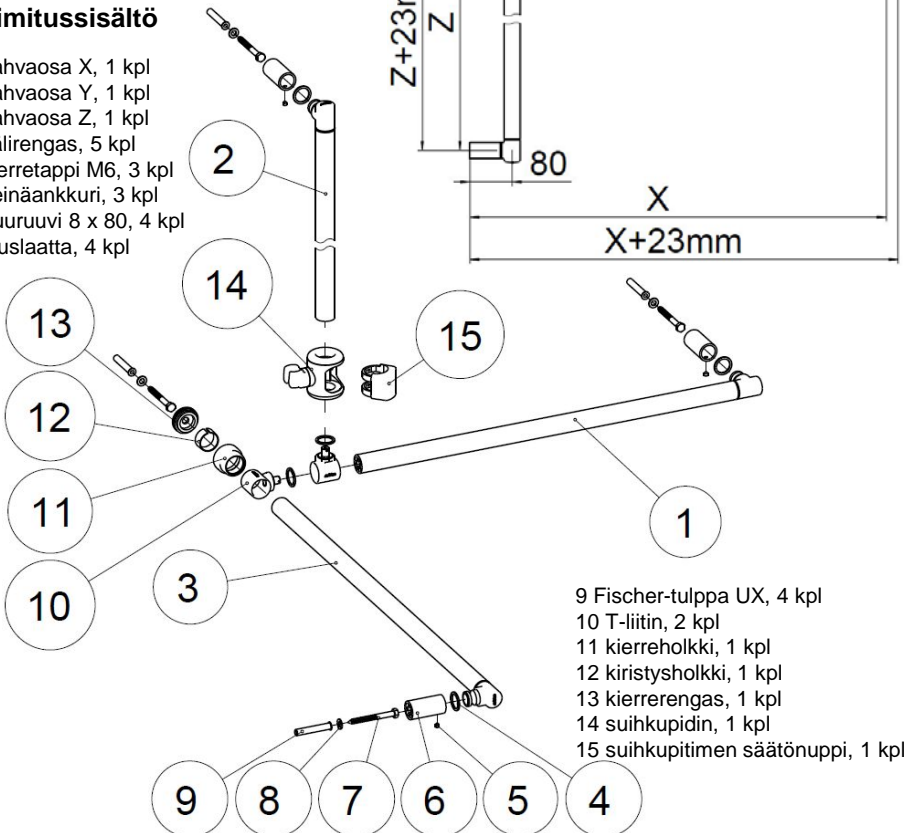 imitussisältö
ahvaosa X, 1 kpl
ahvaosa Y, 1 kpl
ahvaosa Z, 1 kpl
älirengas, 5 kpl
erretappi M6, 3 kpl
einäankkuri, 3 kpl
uuruuvi 8 x 80, 4 kpl
uslaatta, 4 kpl
Z+23m
Z
80
X
X+23mm
2
14
15
13
12
11
10
3
1
9 Fischer-tulppa UX, 4 kpl
10 T-liitin, 2 kpl
11 kierreholkki, 1 kpl
12 kiristysholkki, 1 kpl
13 kierrerengas, 1 kpl
14 suihkupidin, 1 kpl
15 suihkupitimen säätönuppi, 1 kpl
9
8
7
6
5
4